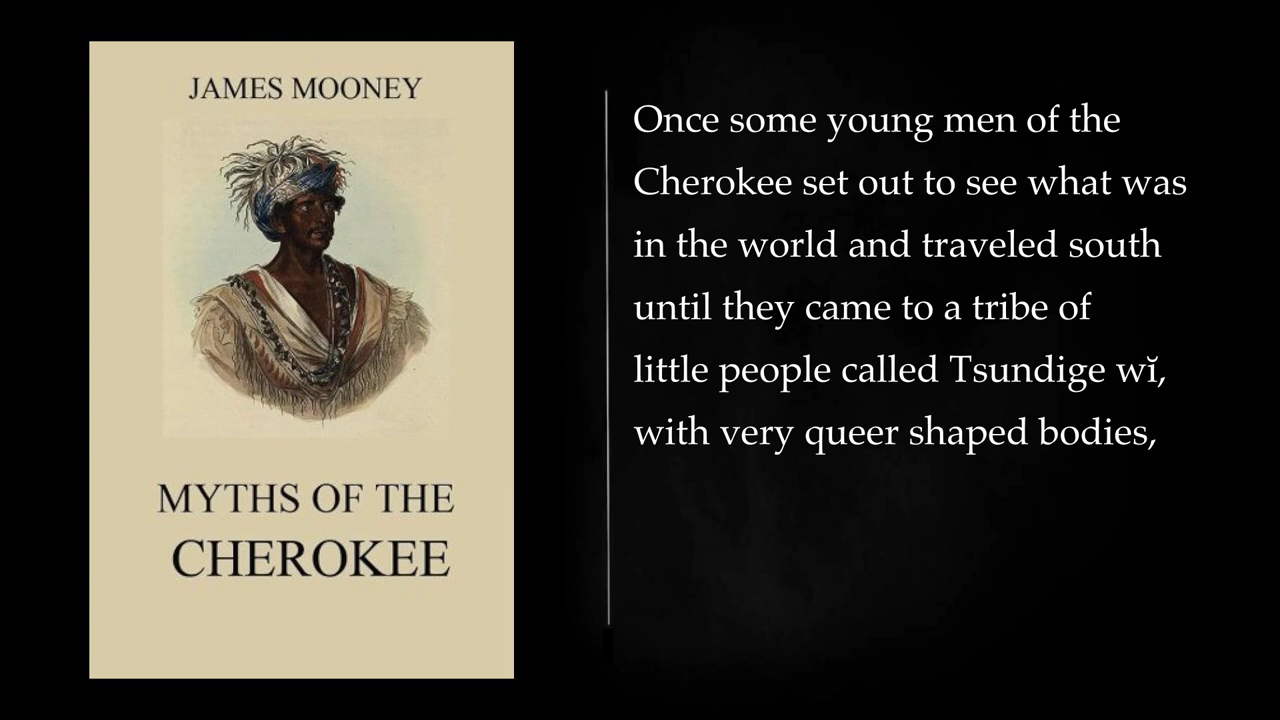 JAMES MOONEY
MYTHS OF THE
CHEROKEE
Once some young men of the
Cherokee set out to see what was
in the world and traveled south
until they came to a tribe of
little people called Tsundige wĭ,
with very queer shaped bodies,